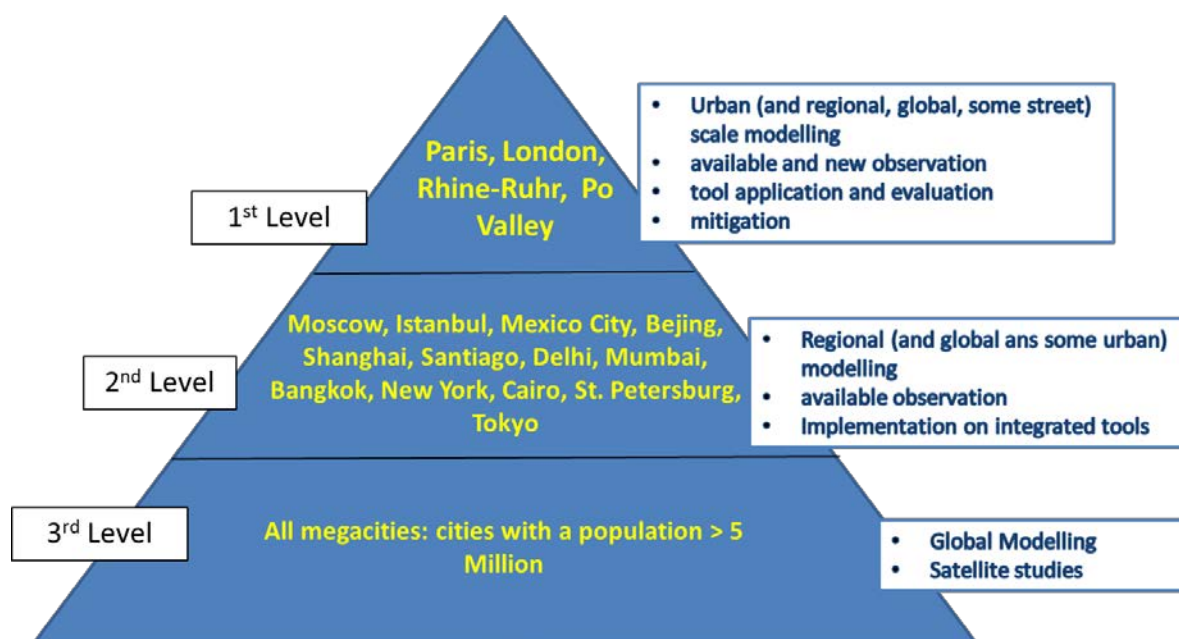 Paris, London,
Rhine-Ruhr, Po
Valley
1st Level
• Urban (and regional, global, some street)
scale modelling
• available and new observation
• tool application and evaluation
• mitigation
Moscow, Istanbul, Mexico City, Bejing,
Shanghai, Santiago, Delhi, Mumbai,
Bangkok, New York, Cairo, St. Petersburg,
Tokyo
2nd Level
• Regional (and global ans some urban)
modelling
• available observation
• Implementation on integrated tools
3rd Level
All megacities: cities with a population > 5
Million
• Global Modelling
• Satellite studies